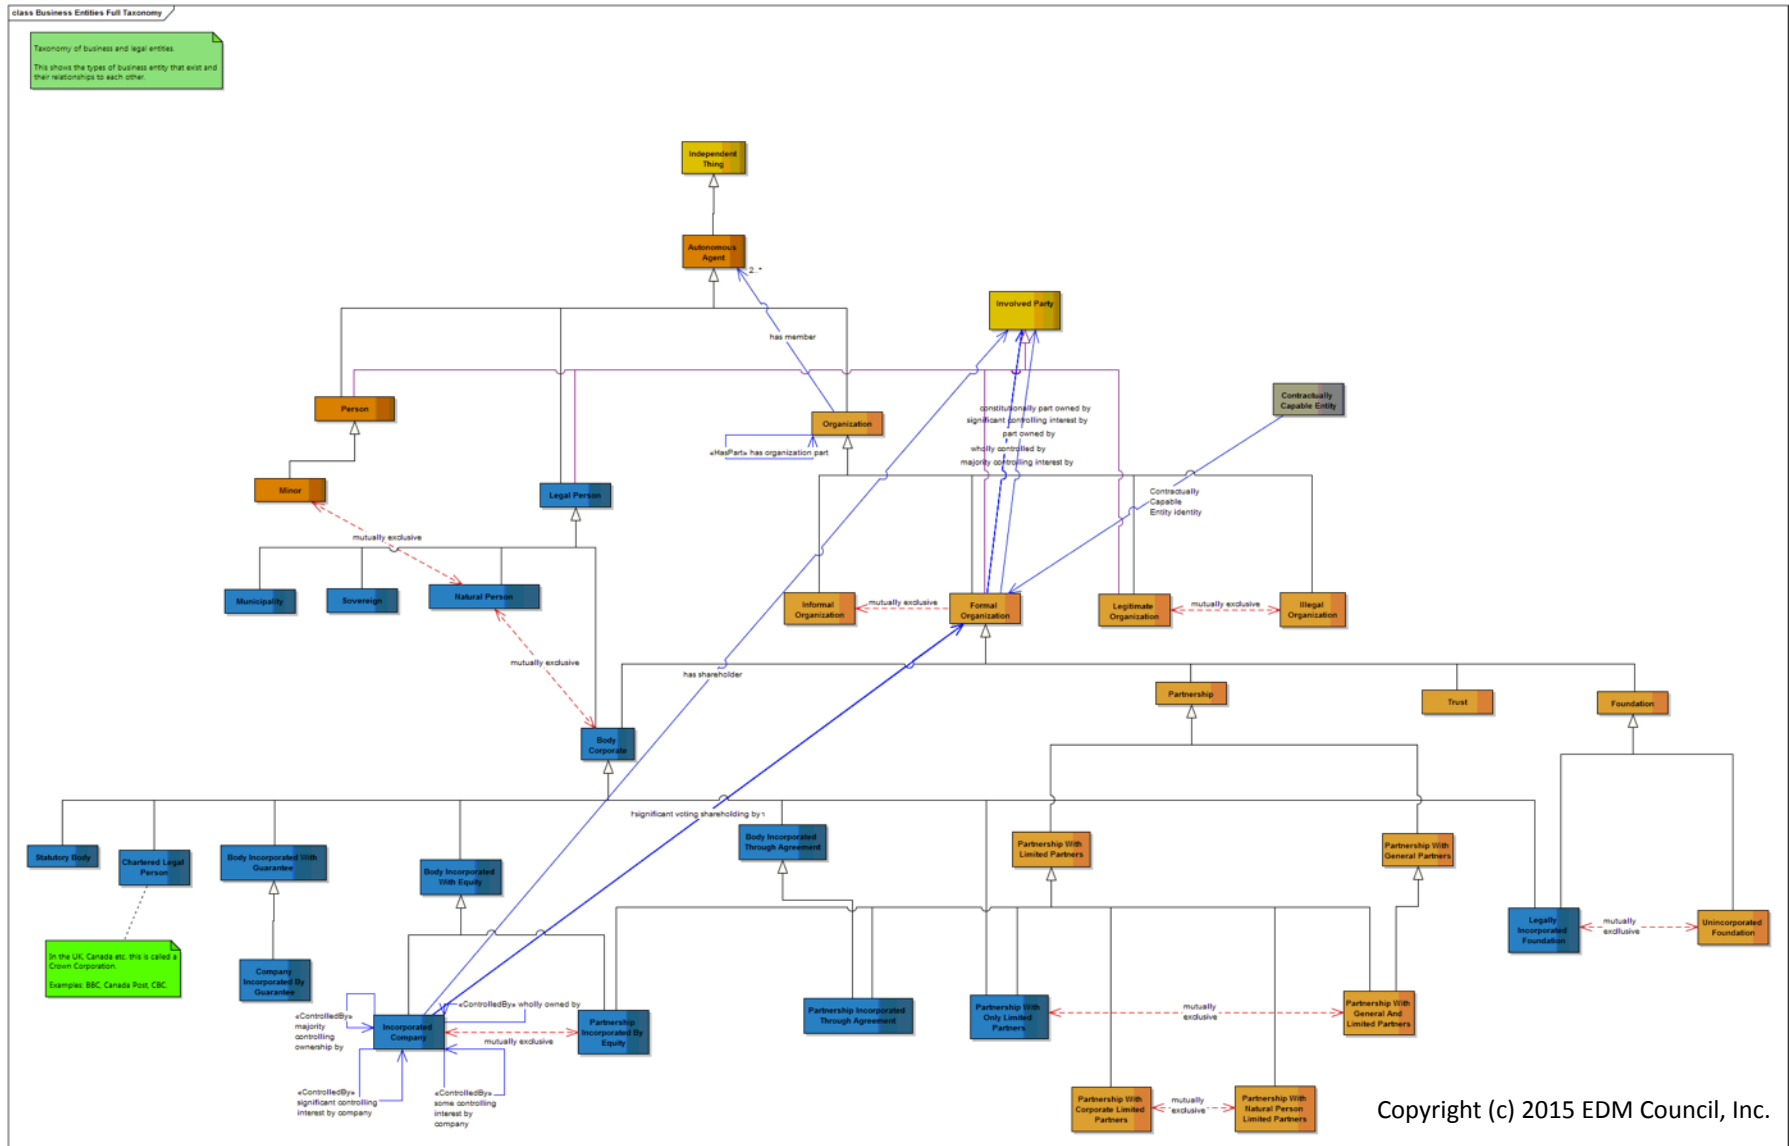 class Business Entities Full Taxonomy
Taxonomy of business and legal entities.
This shows the types of business entity that exist and
their relationships to each other.
Independent
Thing
Autonomous
Agent
2..*
Involved Party
has member
Person
Organization
«HasPart» has organization part
constitutionally part owned by
significant controlling interest by
part owned by
wholly controlled by
majority controlling interest by
Contractually
Capable Entity
Minor
Legal Person
Contractually
Capable
Entity identity
mutually exclusive
Municipality
Sovereign
Natural Person
Informal
Organization
mutually exclusive
Formal
Organization
Legitimate
Organization
mutually exclusive
Illegal
Organization
mutually exclusive
has shareholder
Partnership
Trust
Foundation
Body
Corporate
significant voting shareholding by
Statutory Body
Chartered Legal
Person
Body Incorporated With
Guarantee
Body Incorporated
With Equity
Body Incorporated
Through Agreement
Partnership With
Limited Partners
Partnership With
General Partners
In the UK, Canada etc. this is called a
Crown Corporation.
Examples: BBC, Canada Post, CBC.
Company
Incorporated By
Guarantee
Legally
Incorporated
Foundation
mutually
excllusive
Unincorporated
Foundation
«ControlledBy»
majority
controlling
ownership by
«ControlledBy» wholly owned by
Incorporated
Company
mutually exclusive
Partnership
Incorporated By
Equity
Partnership Incorporated
Through Agreement
Partnership With
Only Limited
Partners
mutually
exclusive
Partnership With
General And
Limited Partners
«ControlledBy»
significant controlling
interest by company
«ControlledBy»
some controlling
interest by
company
Partnership With
Corporate Limited
Partners
mutually
exclusive
Partnership With
Natural Person
Limited Partners
Copyright (c) 2015 EDM Council, Inc.